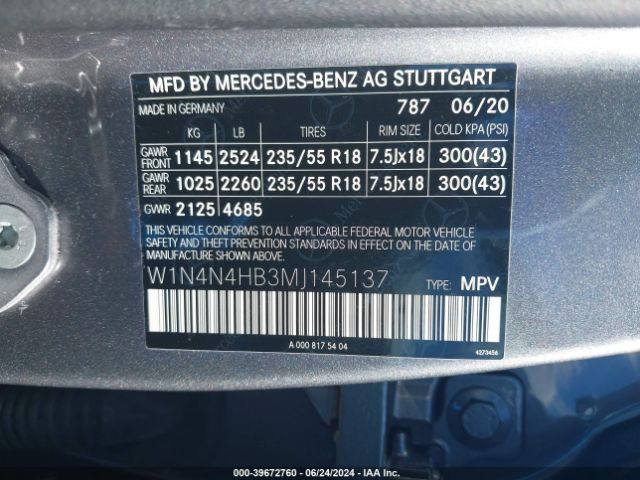 MFD BY MERCEDES-BENZ AG STUTTGART
MADE IN GERMANY 787 06/20
KG LB TIRES RIM SIZE COLD KPA (PSI)
GAWR FRONT 1145 2524 235/55 R18 7.5Jx18 300(43)
GAWR REAR 1025 2260 235/55 R18 7.5Jx18 300(43)
GVWR 2125 4685
THIS VEHICLE CONFORMS TO ALL APPLICABLE FEDERAL MOTOR VEHICLE
SAFETY AND THEFT PREVENTION STANDARDS IN EFFECT ON THE DATE OF
MANUFACTURE SHOWN ABOVE.
W1N4N4HB3MJ145137 TYPE: MPV
A 000 817 54 04
4273456
000-39672760 - 06/24/2024 - IAA Inc.